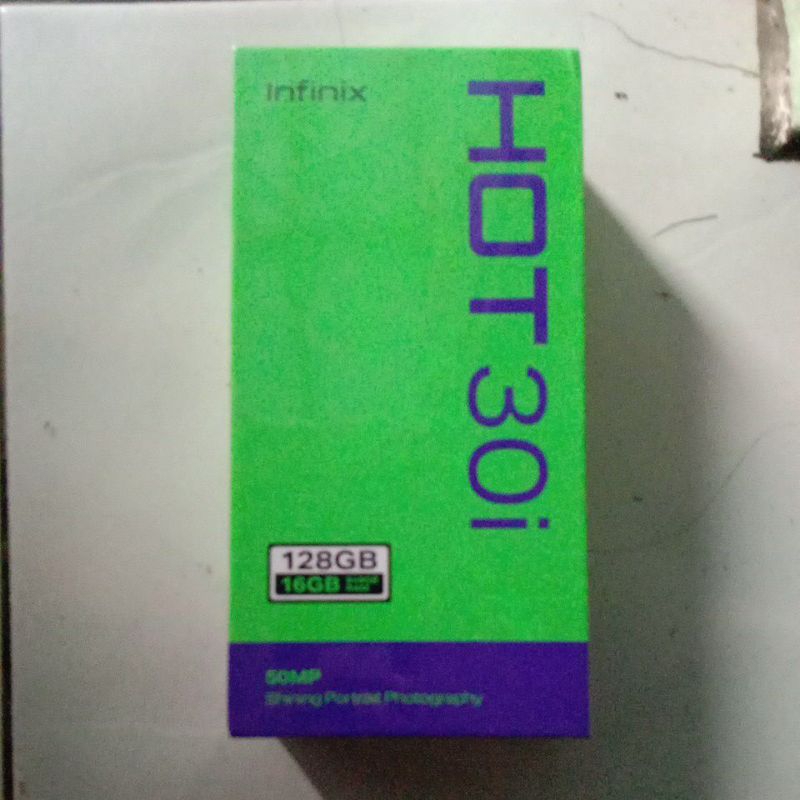 Infinix
HOT 30i
128GB
16GB
50MP
Shining Portrait Photography